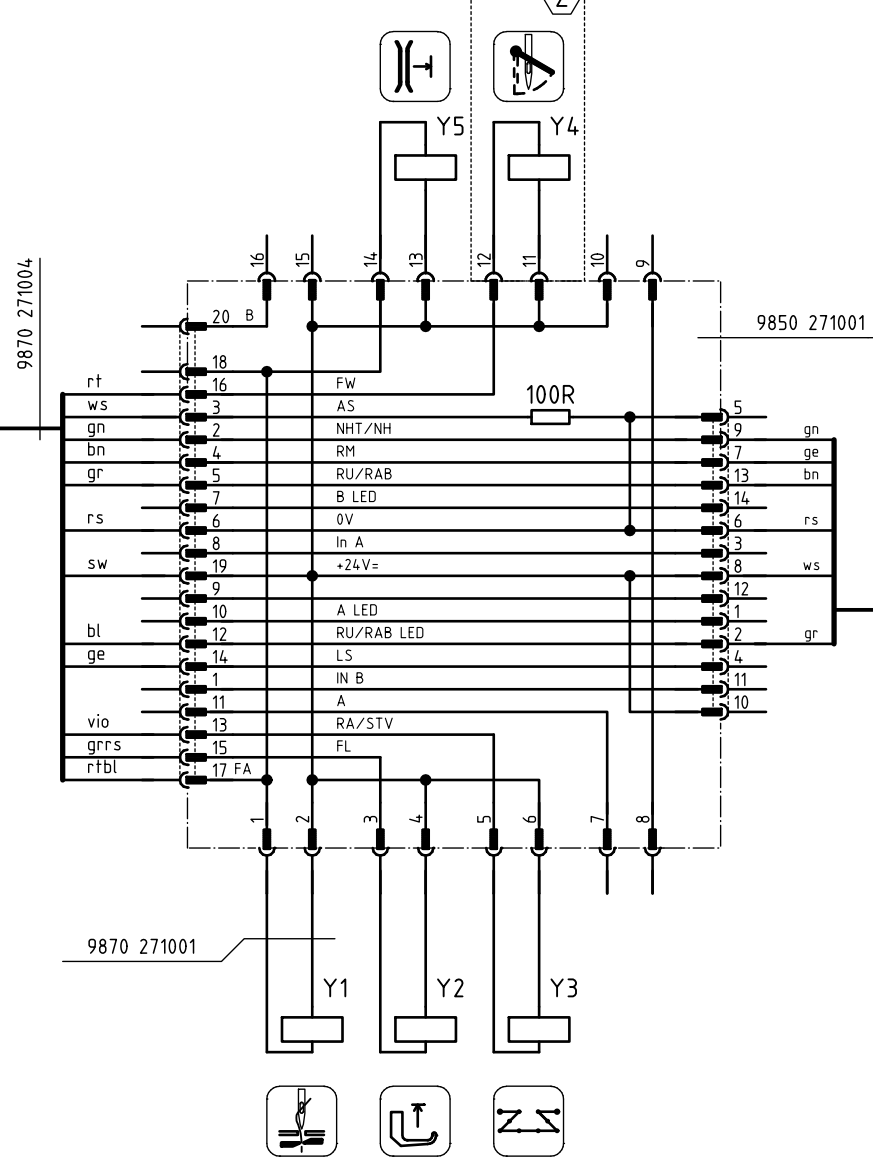 2
Y5
Y4
16
15
14
13
12
11
10
9
9870 271004
9850 271001
20 B
18
rt 16 FW
100R
ws 3 AS 5
gn 2 NHT/NH 9 gn
bn 4 RM 7 ge
gr 5 RU/RAB 13 bn
7 B LED 14
rs 6 0V 6 rs
8 In A 3
sw 19 +24V= 8 ws
9 12
10 A LED 1
bl 12 RU/RAB LED 2 gr
ge 14 LS 4
1 IN B 11
11 A 10
vio 13 RA/STV
grrs 15 FL
rtbl 17 FA
1
2
3
4
5
6
7
8
9870 271001
Y1
Y2
Y3